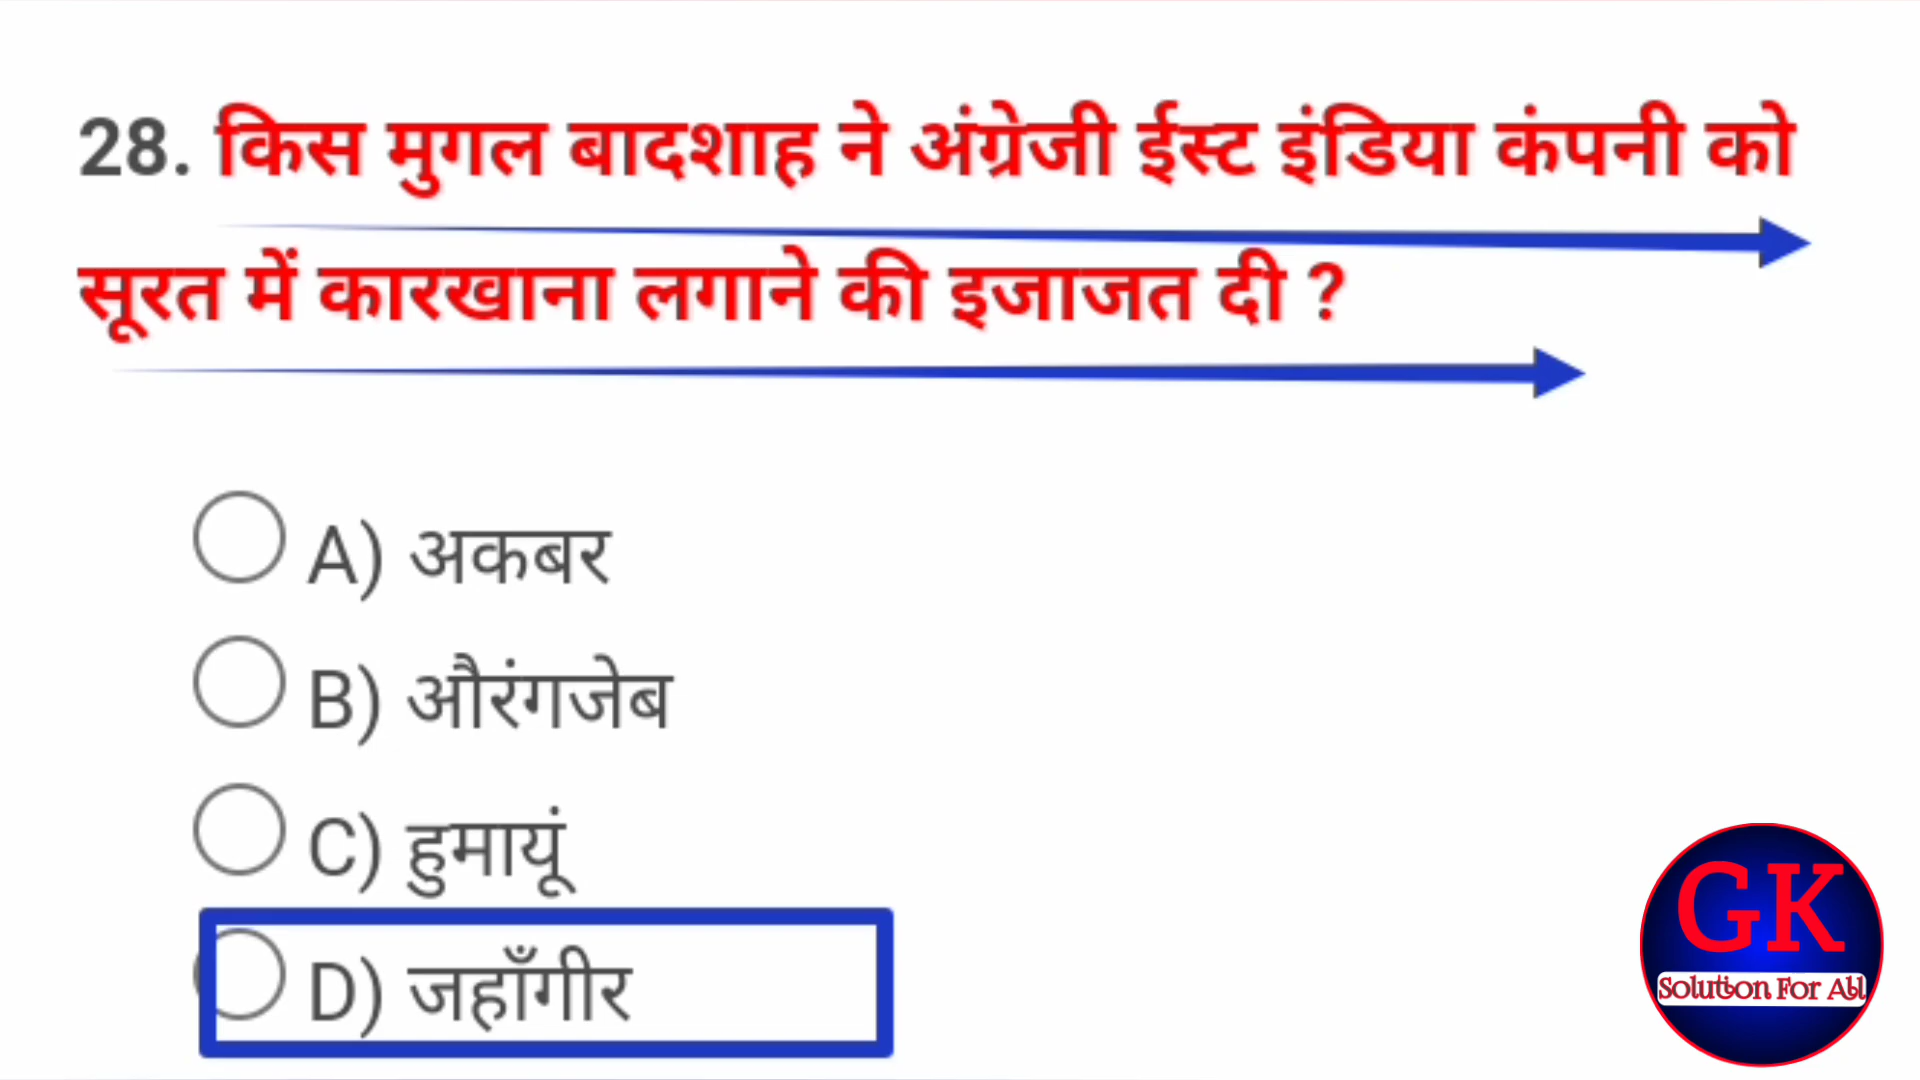 28. किस मुगल बादशाह ने अंग्रेजी ईस्ट इंडिया कंपनी को
सूरत में कारखाना लगाने की इजाजत दी ?
A) अकबर
B) औरंगजेब
C) हुमायूं
D) जहाँगीर
GK
Solution For All